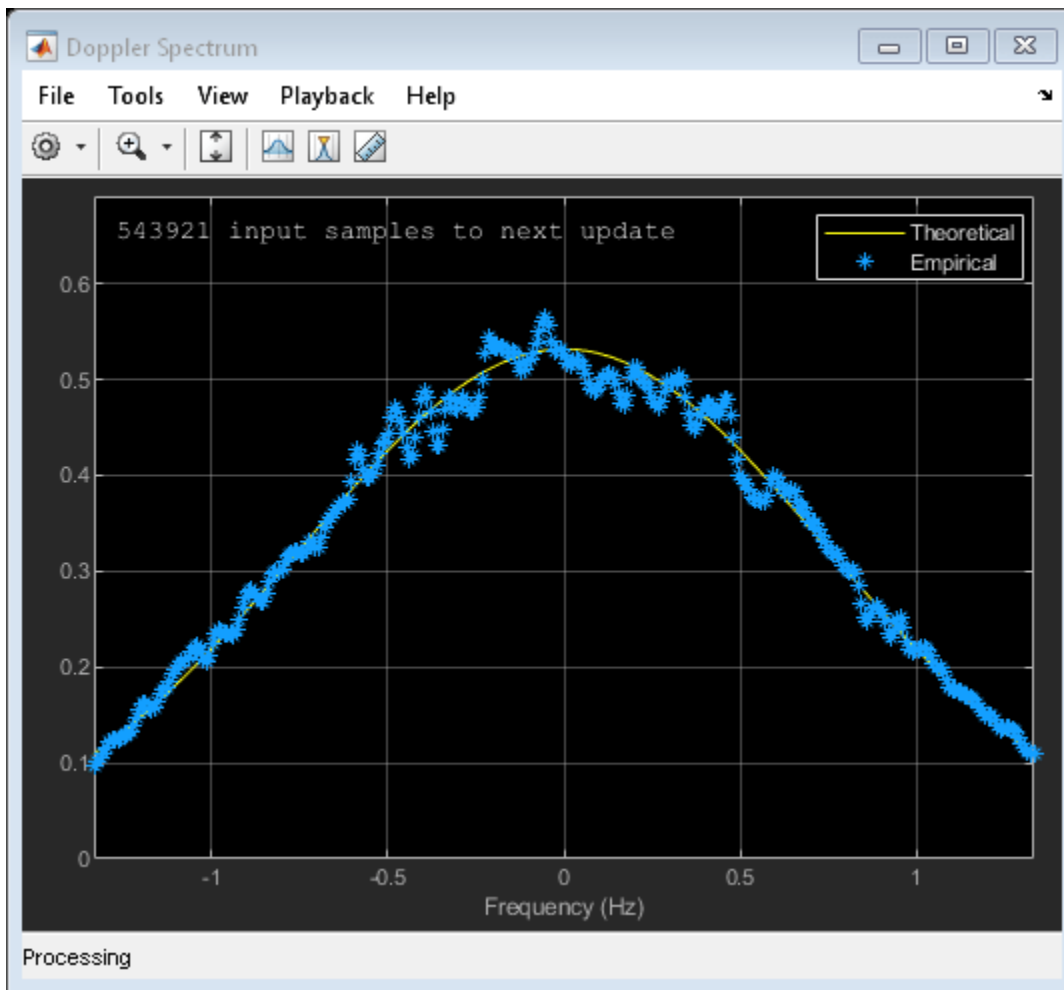 Doppler Spectrum
File Tools View Playback Help
543921 input samples to next update
Theoretical
Empirical
0.6
0.5
0.4
0.3
0.2
0.1
0
-1 -0.5 0 0.5 1
Frequency (Hz)
Processing